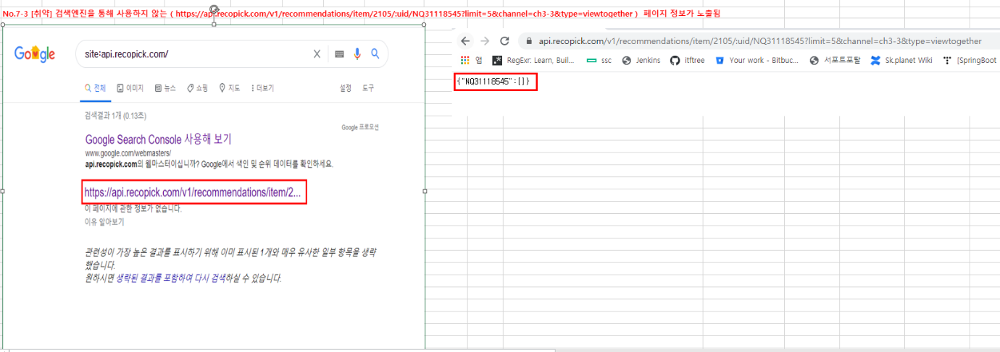 No.7-3 [취약] 검색엔진을 통해 사용하지 않는 ( https://api.recopick.com/v1/recommendations/item/2105/:uid/NQ31118545?limit=5&channel=ch3-3&type=viewtogether ) 페이지 정보가 노출됨
Google
site:api.recopick.com/
전체 이미지 뉴스 쇼핑 지도 더보기 설정 도구
검색결과 1개 (0.13초)
Google 프로모션
Google Search Console 사용해 보기
www.google.com/webmasters/
api.recopick.com의 웹마스터이십니까? Google에서 색인 및 순위 데이터를 확인하세요.
https://api.recopick.com/v1/recommendations/item/2...
이 페이지에 관한 정보가 없습니다.
이유 알아보기
관련성이 가장 높은 결과를 표시하기 위해 이미 표시된 1개와 매우 유사한 일부 항목을 생략
했습니다.
원하시면 생략된 결과를 포함하여 다시 검색하실 수 있습니다.
api.recopick.com/v1/recommendations/item/2105/:uid/NQ31118545?limit=5&channel=ch3-3&type=viewtogether
앱 RegExr: Learn, Buil... ssc Jenkins itftree Your work - Bitbuc... 서포트포탈 Sk.planet Wiki [SpringBoot
{"NQ31118545":[]}